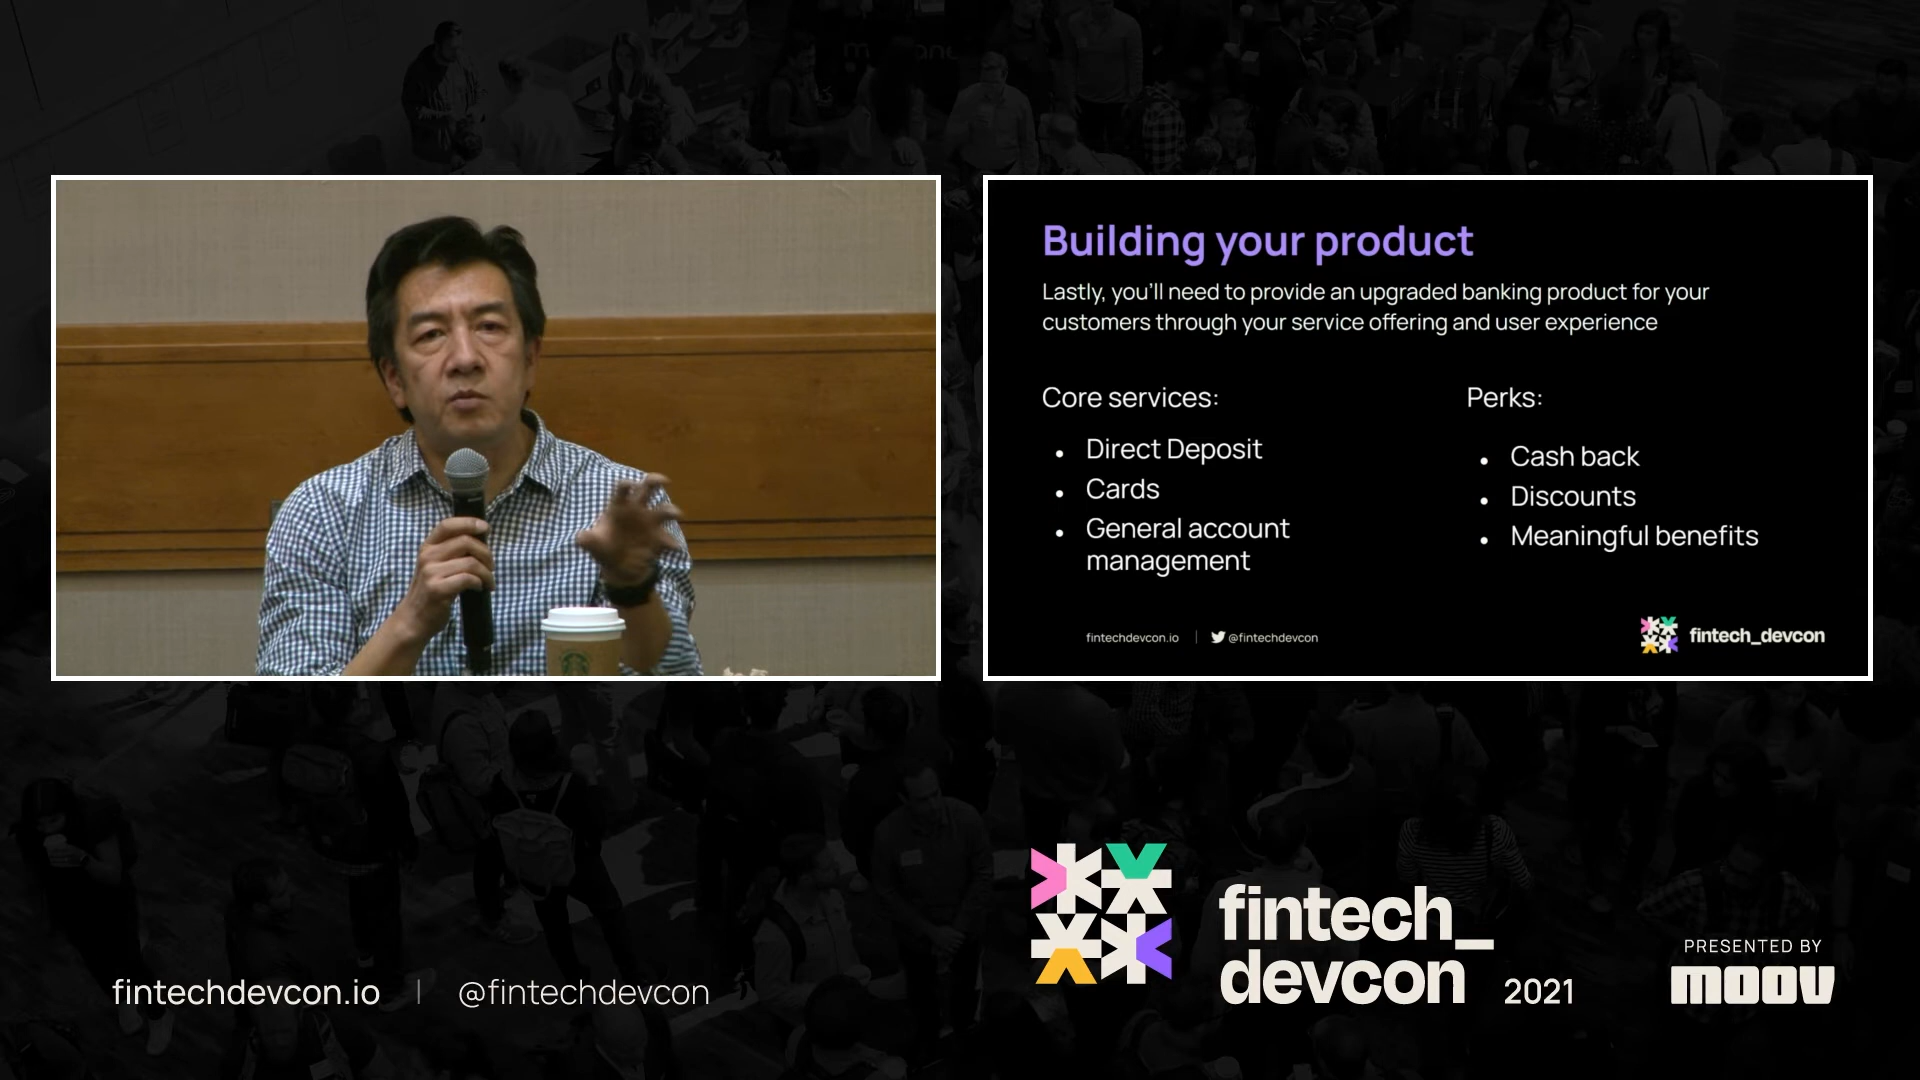 Building your product
Lastly, you'll need to provide an upgraded banking product for your
customers through your service offering and user experience
Core services:
• Direct Deposit
• Cards
• General account
management
Perks:
• Cash back
• Discounts
• Meaningful benefits
fintechdevcon.io | @fintechdevcon
fintech_devcon
fintechdevcon.io | @fintechdevcon
fintech_
devcon 2021
PRESENTED BY
moov